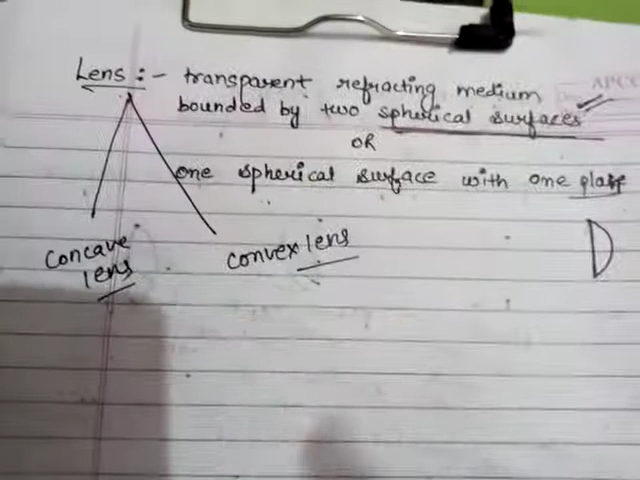 Lens :- transparent refracting medium
bounded by two spherical surfaces
OR
one spherical surface with one plane
concave
lens
convex lens